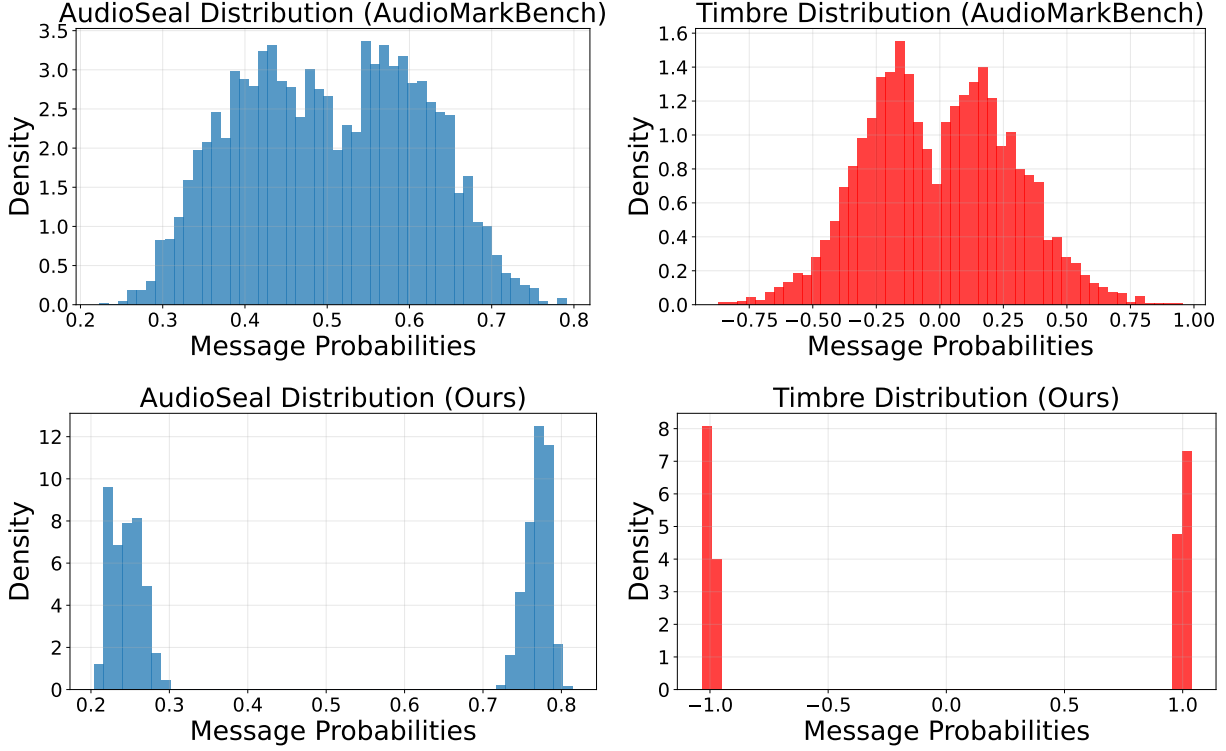 AudioSeal Distribution (AudioMarkBench)
3.5
3.0
2.5
2.0
1.5
1.0
0.5
0.0
Density
0.2 0.3 0.4 0.5 0.6 0.7 0.8
Message Probabilities
Timbre Distribution (AudioMarkBench)
1.6
1.4
1.2
1.0
0.8
0.6
0.4
0.2
0.0
Density
−0.75 −0.50 −0.25 0.00 0.25 0.50 0.75 1.00
Message Probabilities
AudioSeal Distribution (Ours)
12
10
8
6
4
2
0
Density
0.2 0.3 0.4 0.5 0.6 0.7 0.8
Message Probabilities
Timbre Distribution (Ours)
8
7
6
5
4
3
2
1
0
Density
−1.0 −0.5 0.0 0.5 1.0
Message Probabilities